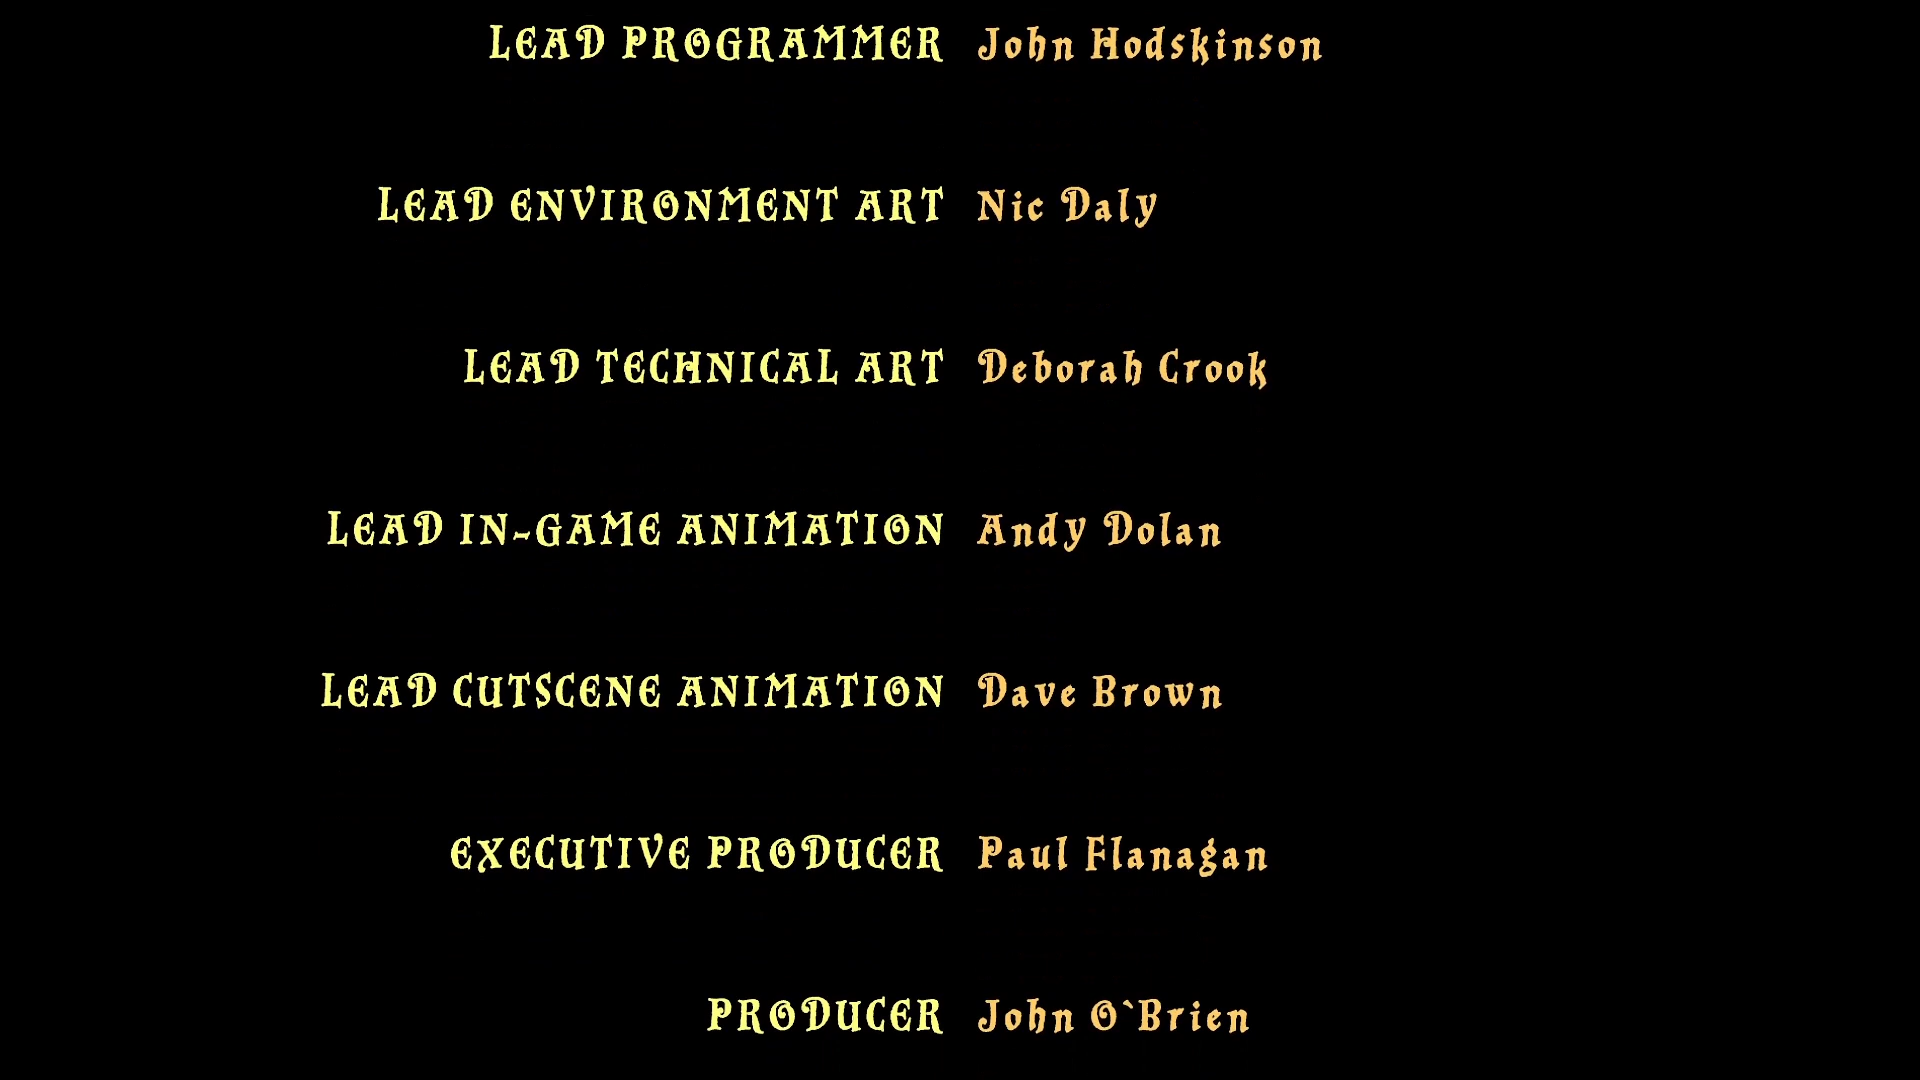 LEAD PROGRAMMER John Hodskinson
LEAD ENVIRONMENT ART Nic Daly
LEAD TECHNICAL ART Deborah Crook
LEAD IN-GAME ANIMATION Andy Dolan
LEAD CUTSCENE ANIMATION Dave Brown
EXECUTIVE PRODUCER Paul Flanagan
PRODUCER John O`Brien